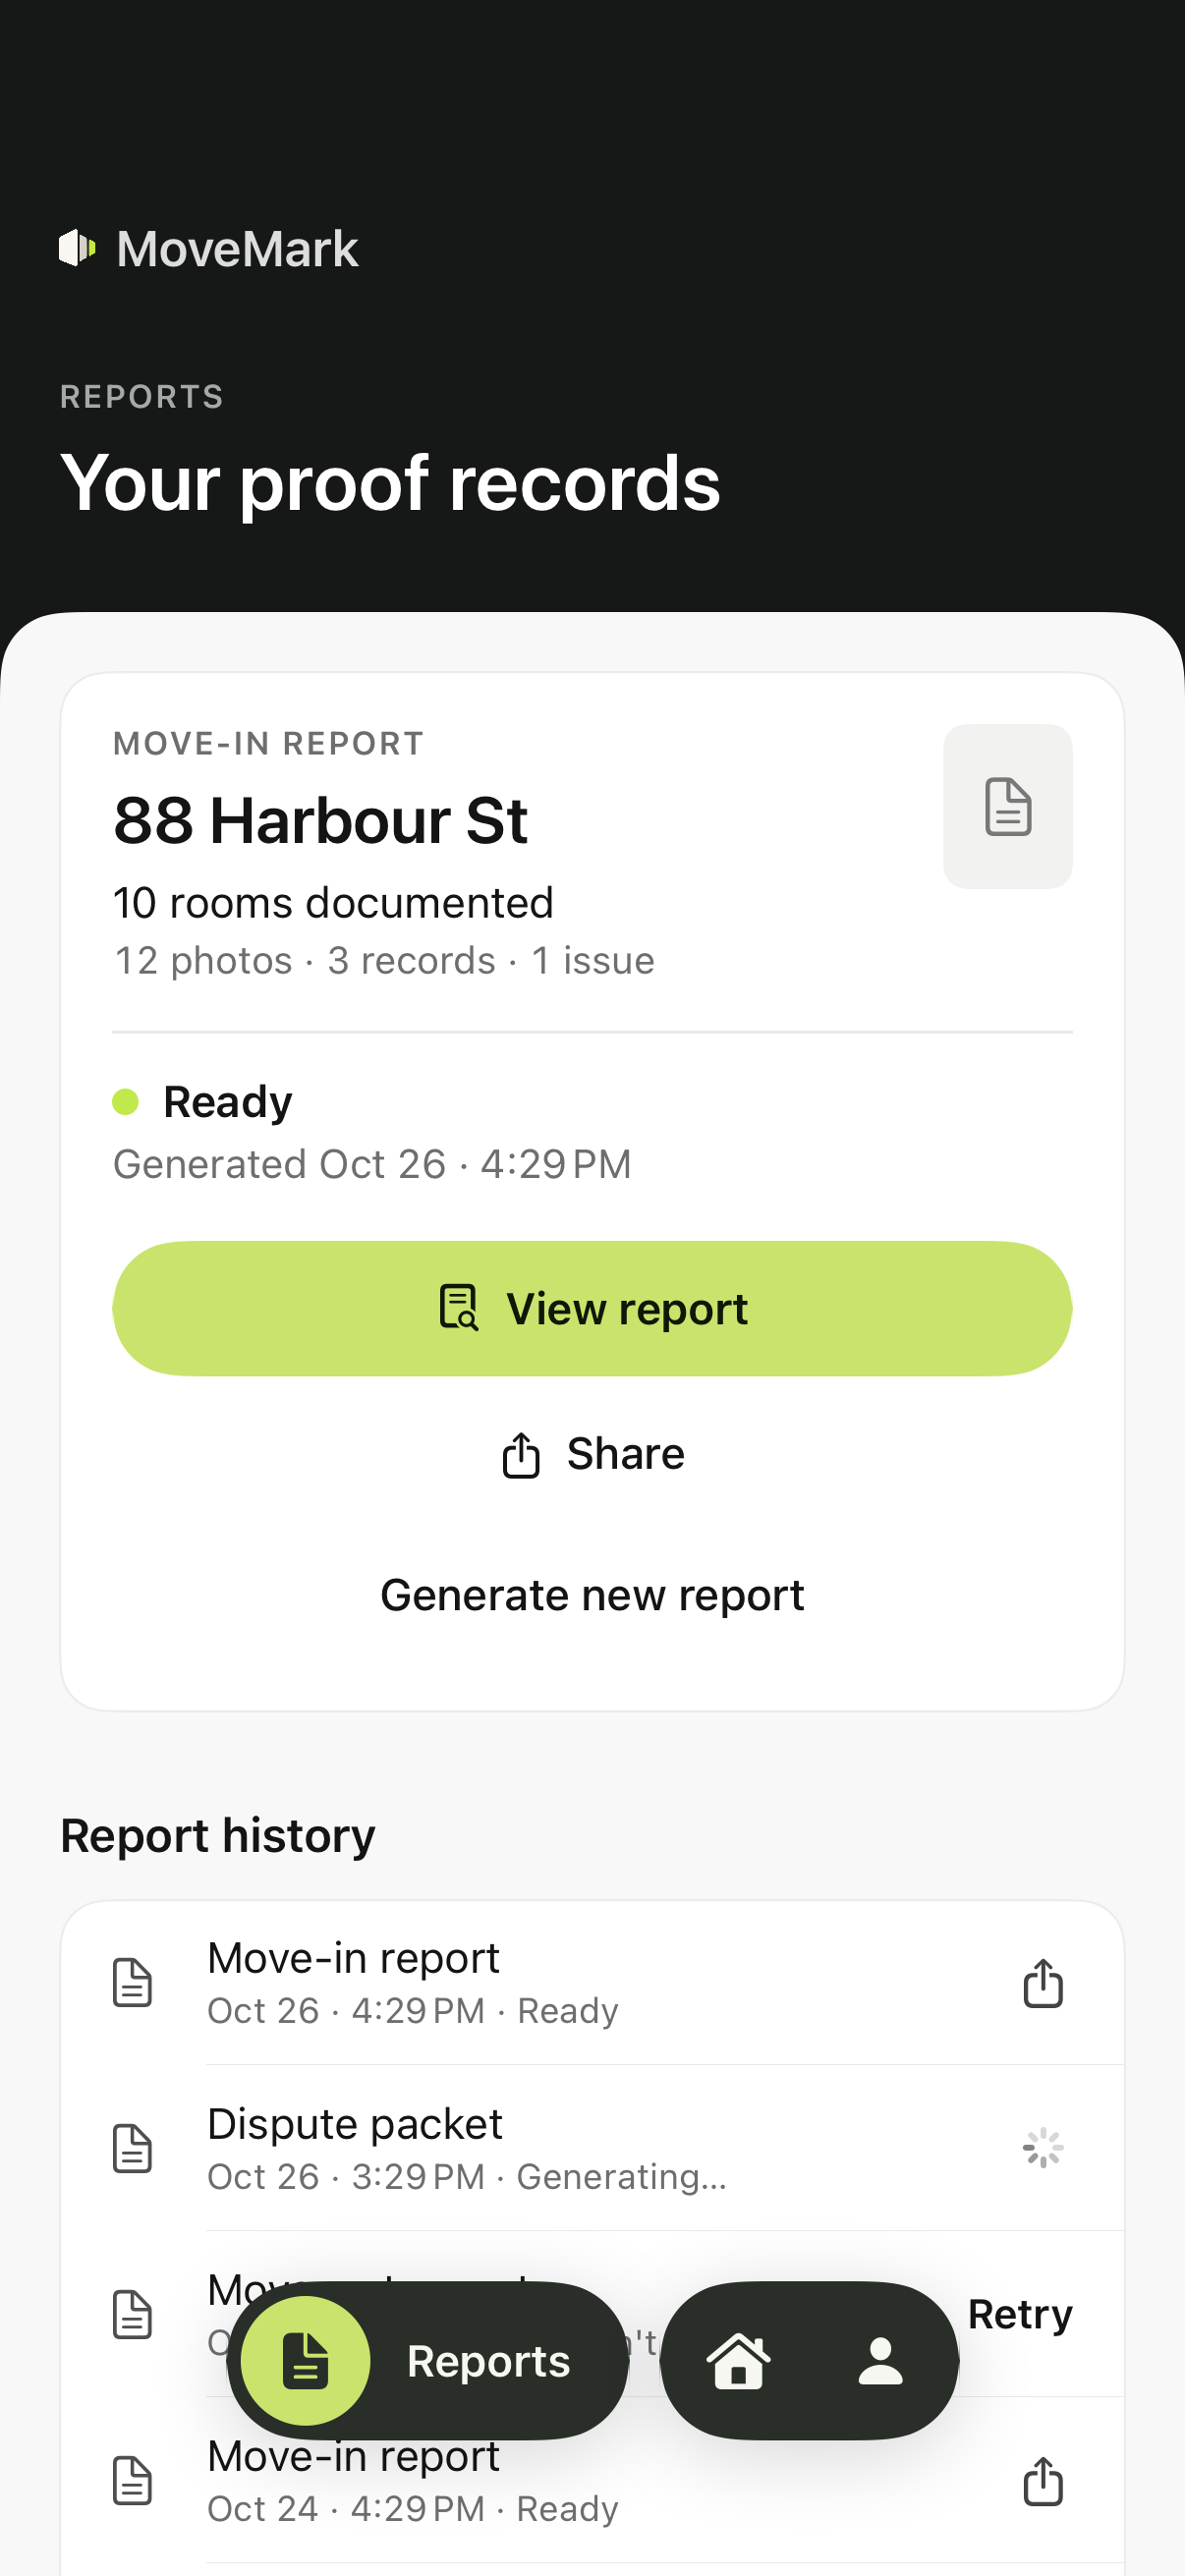 MoveMark
REPORTS
Your proof records
MOVE-IN REPORT
88 Harbour St
10 rooms documented
12 photos · 3 records · 1 issue
Ready
Generated Oct 26 · 4:29 PM
View report
Share
Generate new report
Report history
Move-in report
Oct 26 · 4:29 PM · Ready
Dispute packet
Oct 26 · 3:29 PM · Generating...
Retry
Reports
Move-in report
Oct 24 · 4:29 PM · Ready